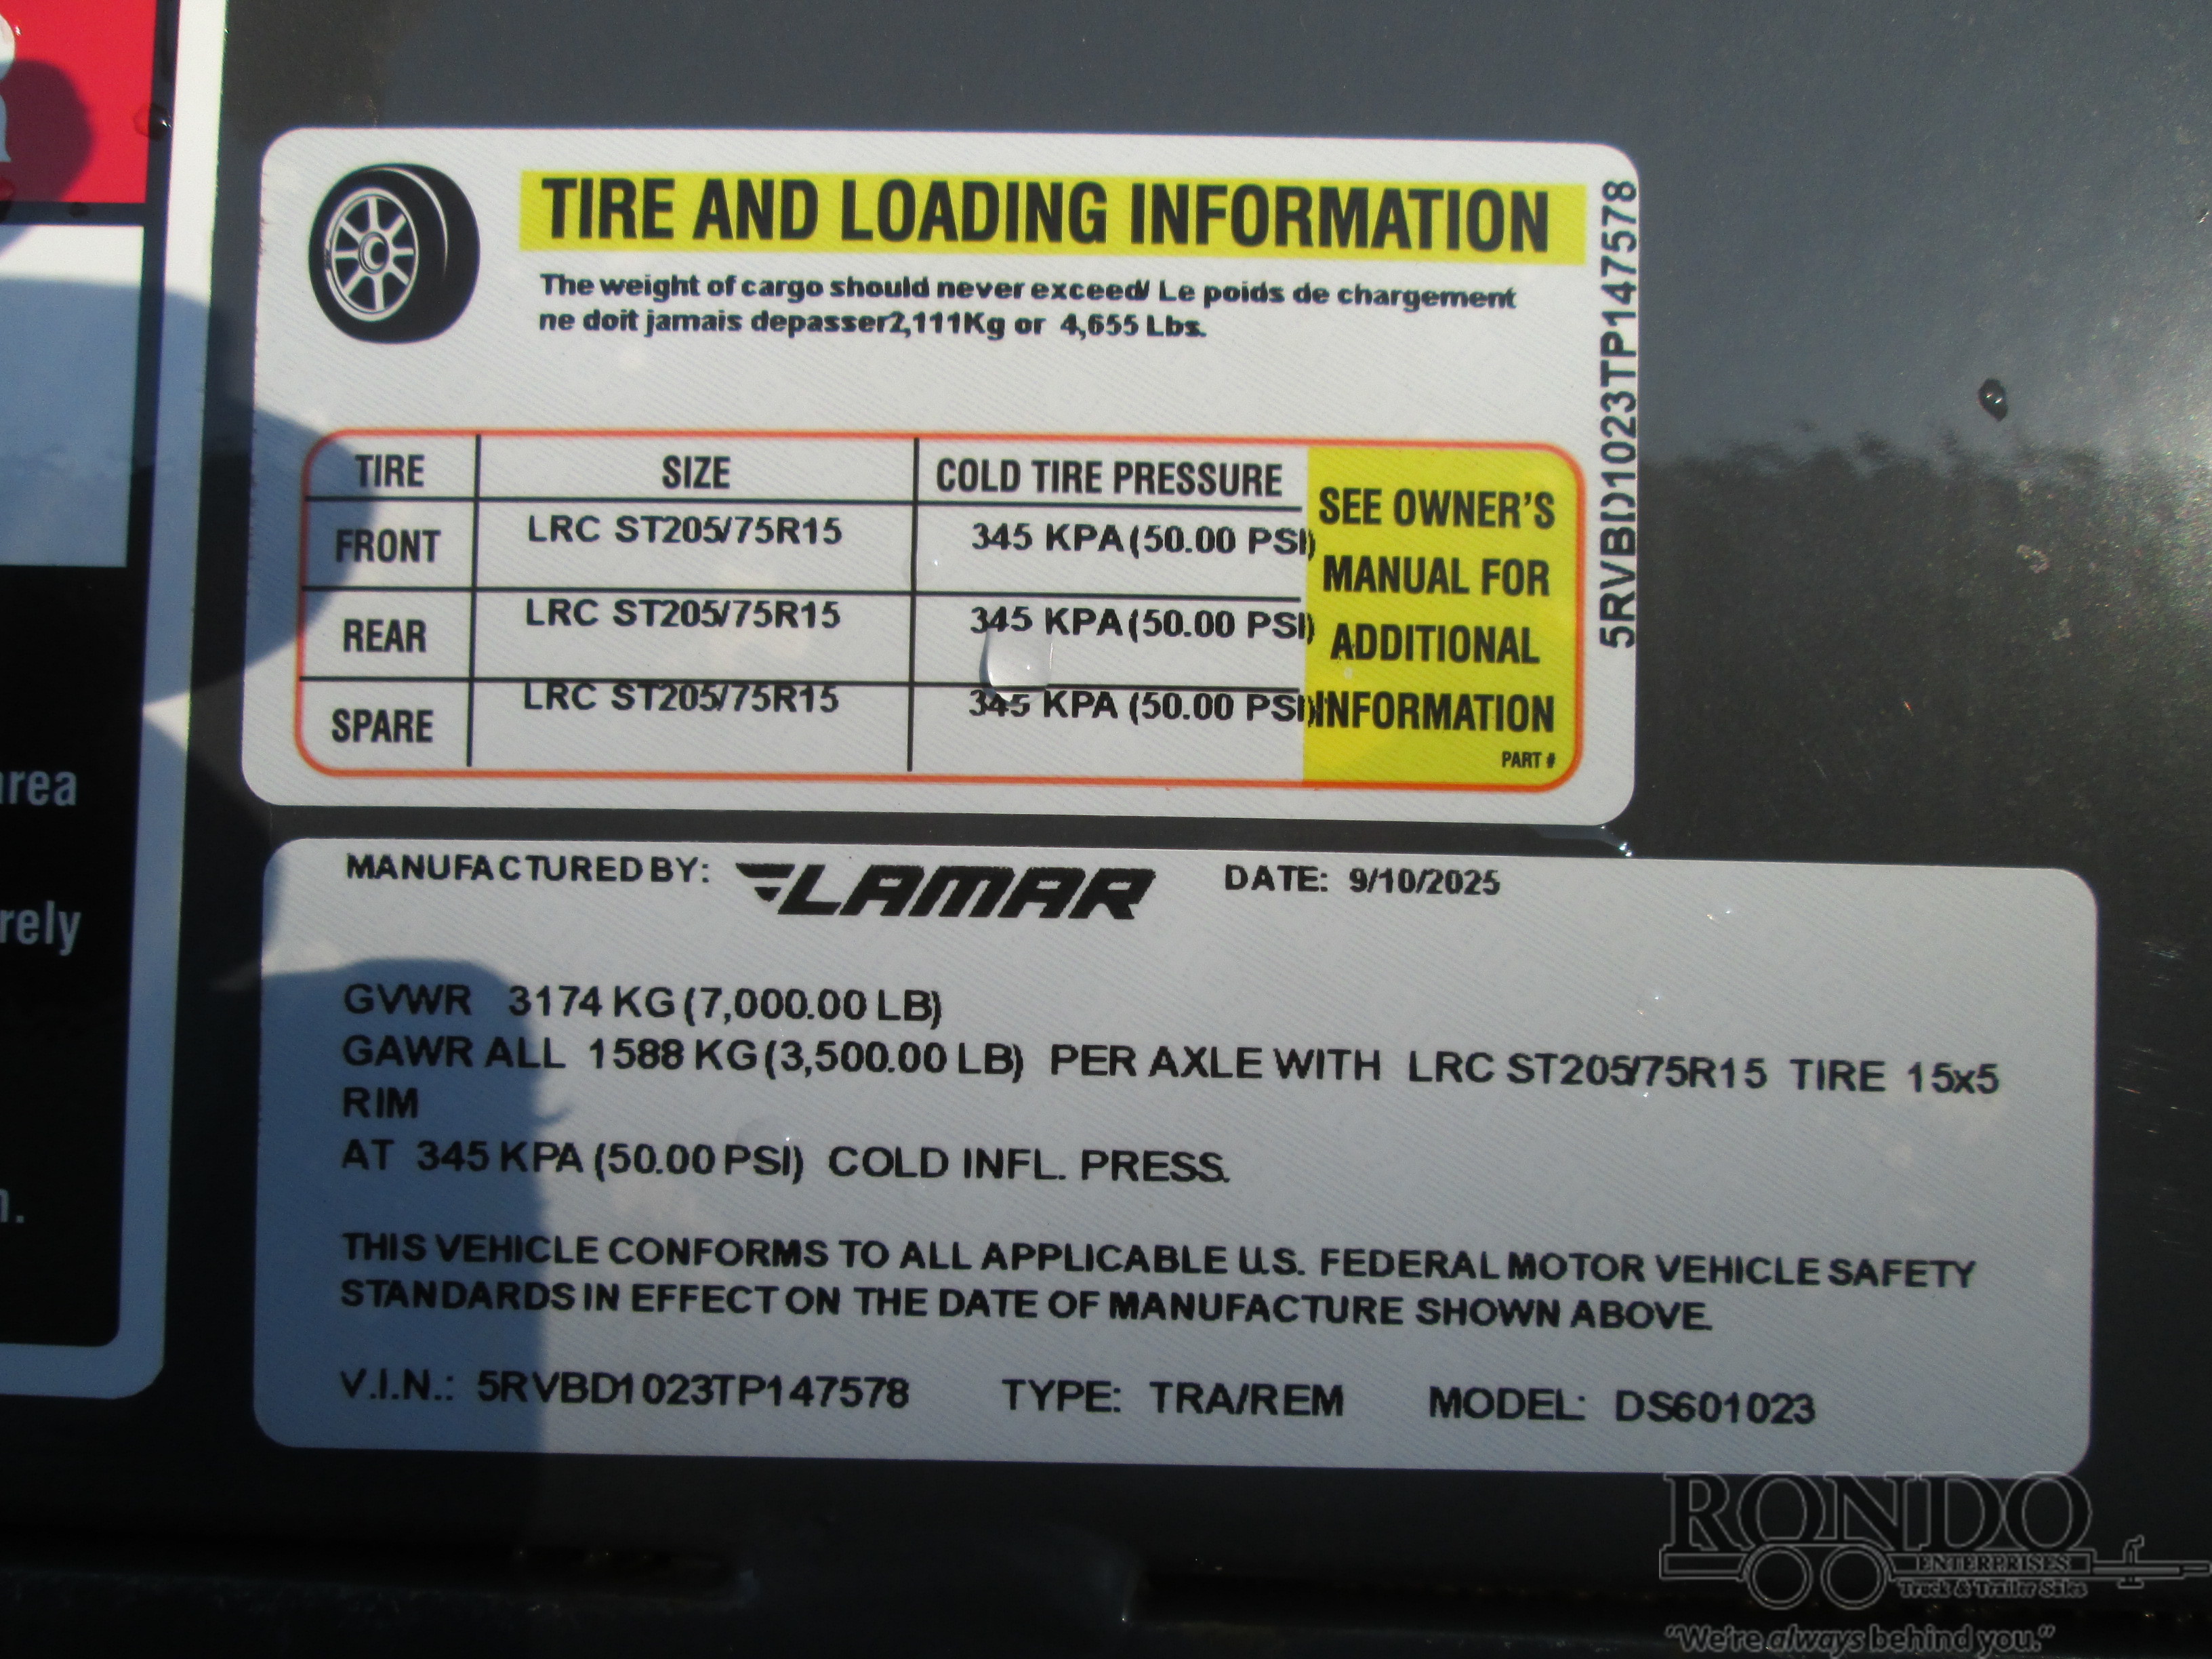 R
area
rely
n.
TIRE AND LOADING INFORMATION
The weight of cargo should never exceed/ Le poids de chargement
ne doit jamais depasser2,111Kg or 4,655 Lbs.
5RVBD1023TP147578
TIRE SIZE COLD TIRE PRESSURE
FRONT LRC ST205/75R15 345 KPA (50.00 PSI)
REAR LRC ST205/75R15 345 KPA (50.00 PSI)
SPARE LRC ST205/75R15 345 KPA (50.00 PSI)
SEE OWNER'S
MANUAL FOR
ADDITIONAL
INFORMATION
PART #
MANUFACTURED BY: LAMAR DATE: 9/10/2025
GVWR 3174 KG (7,000.00 LB)
GAWR ALL 1588 KG (3,500.00 LB) PER AXLE WITH LRC ST205/75R15 TIRE 15x5
RIM
AT 345 KPA (50.00 PSI) COLD INFL. PRESS.
THIS VEHICLE CONFORMS TO ALL APPLICABLE U.S. FEDERAL MOTOR VEHICLE SAFETY
STANDARDS IN EFFECT ON THE DATE OF MANUFACTURE SHOWN ABOVE.
V.I.N.: 5RVBD1023TP147578 TYPE: TRA/REM MODEL: DS601023
RONDO
ENTERPRISES
Truck & Trailer Sales
"We're always behind you."